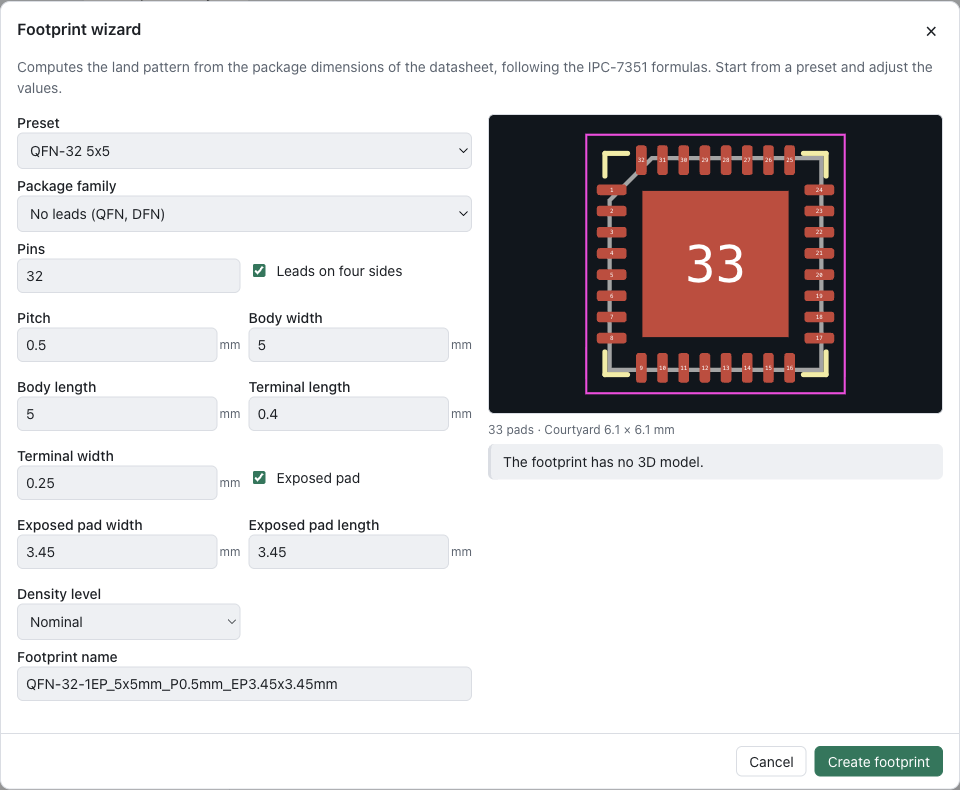 Footprint wizard
Computes the land pattern from the package dimensions of the datasheet, following the IPC-7351 formulas. Start from a preset and adjust the
values.
Preset
QFN-32 5x5
Package family
No leads (QFN, DFN)
Pins
32
Leads on four sides
Pitch
0.5 mm
Body width
5 mm
Body length
5 mm
Terminal length
0.4 mm
Terminal width
0.25 mm
Exposed pad
Exposed pad width
3.45 mm
Exposed pad length
3.45 mm
Density level
Nominal
Footprint name
QFN-32-1EP_5x5mm_P0.5mm_EP3.45x3.45mm
32 31 30 29 28 27 26 25
1 24
2 23
3 22
4 21
5 20
6 19
7 18
8 17
33
9 10 11 12 13 14 15 16
33 pads · Courtyard 6.1 × 6.1 mm
The footprint has no 3D model.
Cancel
Create footprint